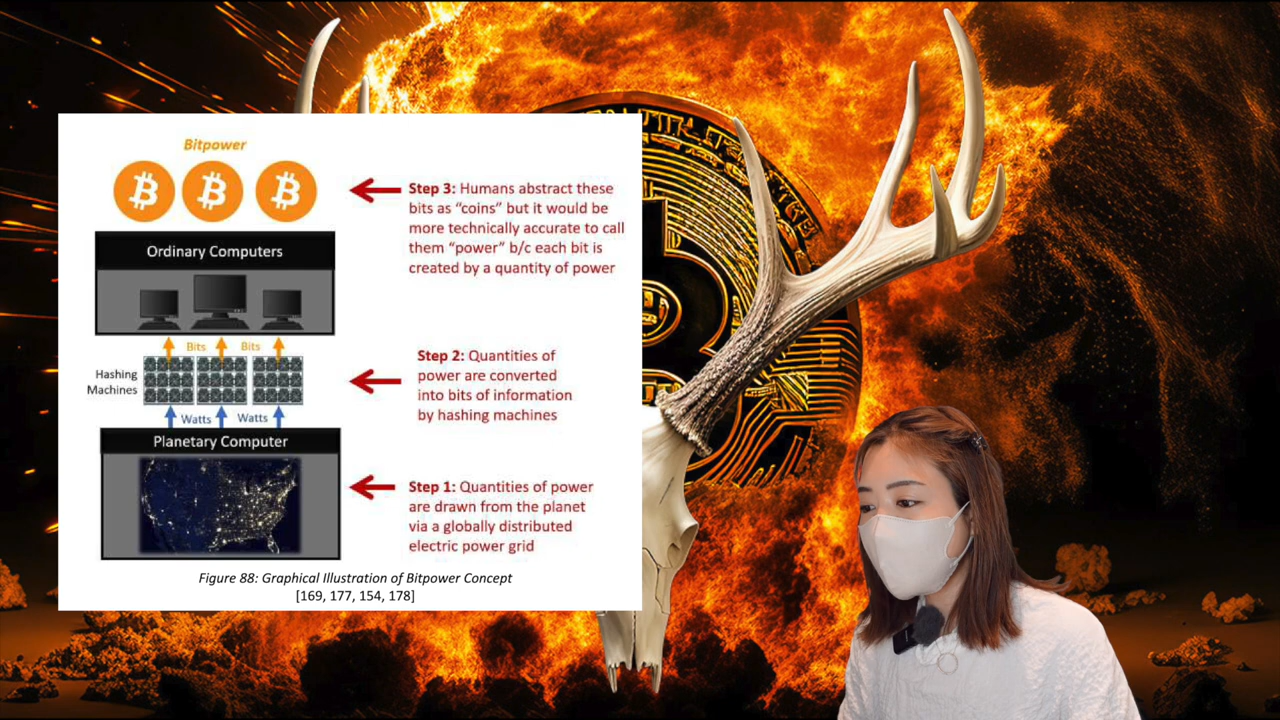 Bitpower
Step 3: Humans abstract these
bits as “coins” but it would be
more technically accurate to call
them “power” b/c each bit is
created by a quantity of power
Ordinary Computers
Bits Bits
Hashing
Machines
Step 2: Quantities of
power are converted
into bits of information
by hashing machines
Watts Watts
Planetary Computer
Step 1: Quantities of power
are drawn from the planet
via a globally distributed
electric power grid
Figure 88: Graphical Illustration of Bitpower Concept
[169, 177, 154, 178]